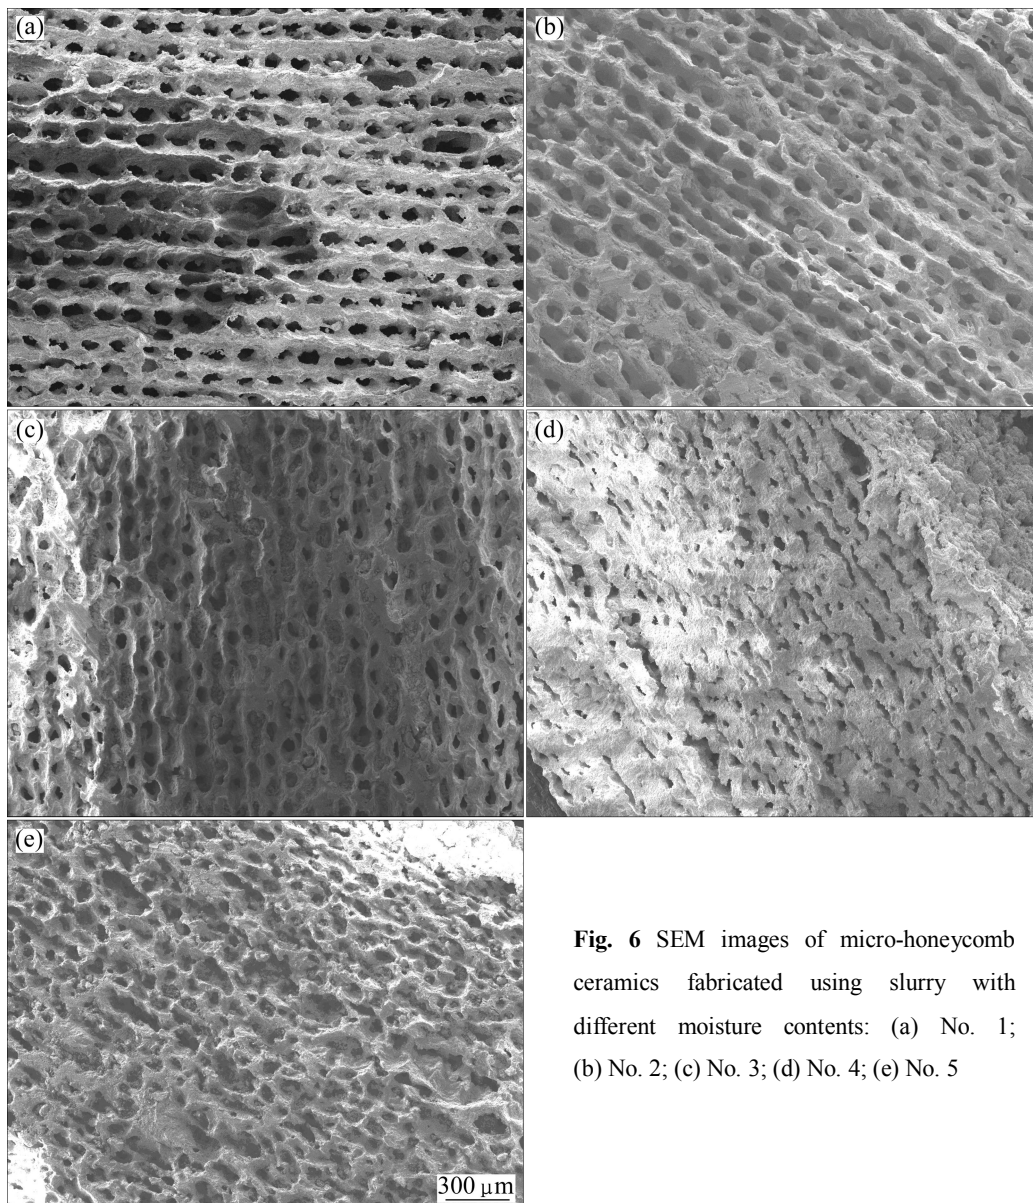 (a)
(b)
(c)
(d)
(e)
300 μm
Fig. 6 SEM images of micro-honeycomb
ceramics fabricated using slurry with
different moisture contents: (a) No. 1;
(b) No. 2; (c) No. 3; (d) No. 4; (e) No. 5